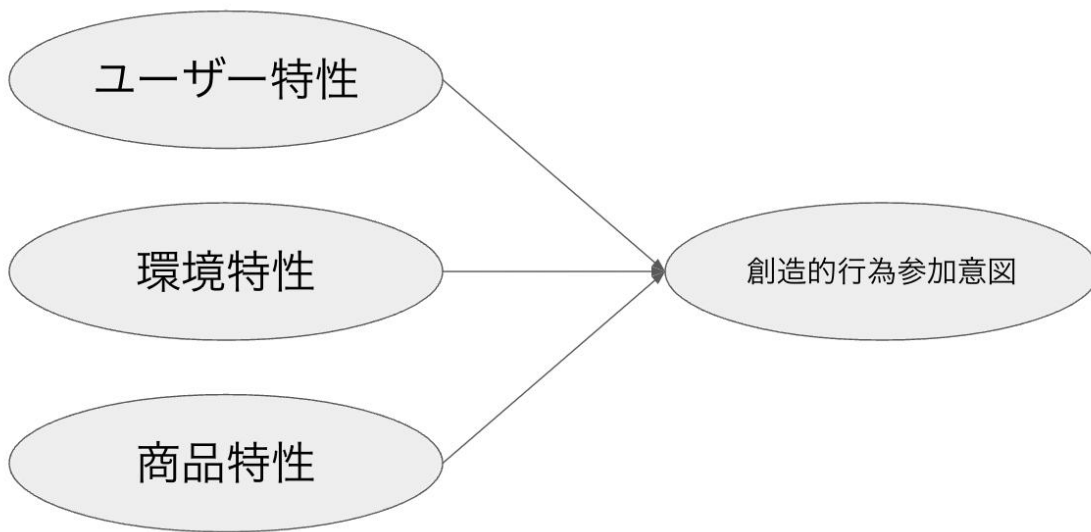 ユーザー特性
環境特性
創造的行為参加意図
商品特性